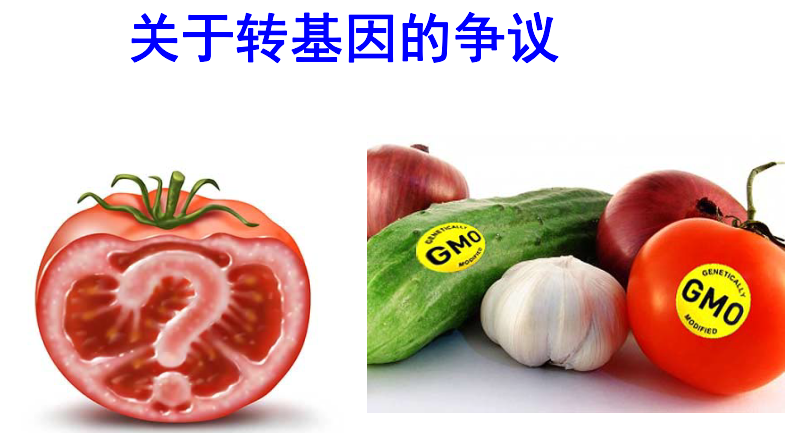 关于转基因的争议
GENETICALLY
GMO
MODIFIED
GENETICALLY
GMO
MODIFIED